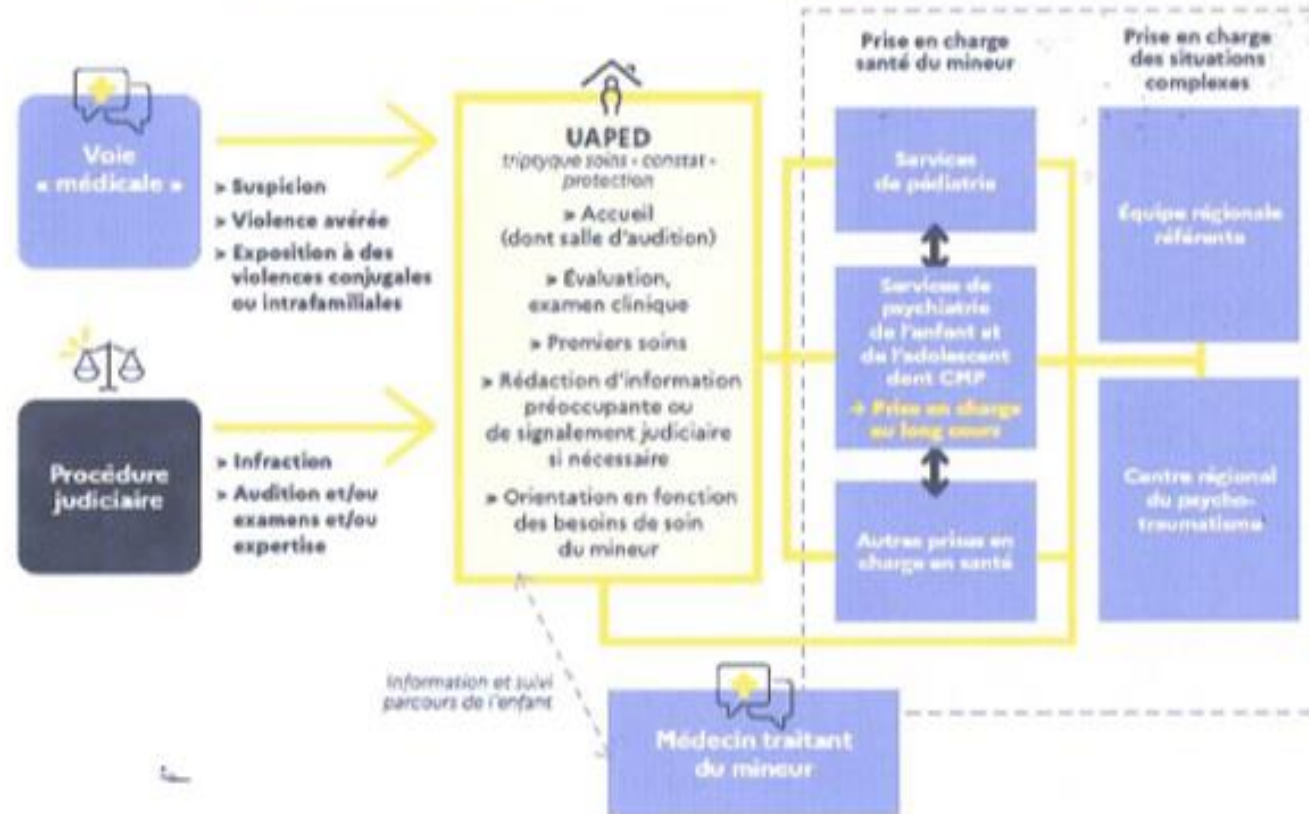 Voie
« médicale »
» Suspicion
» Violence avérée
» Exposition à des
violences conjugales
ou intrafamiliales
Procédure
judiciaire
» Infraction
» Audition et/ou
examens et/ou
expertise
UAPED
triptyque soins - constat -
protection
» Accueil
(dont salle d'audition)
» Évaluation,
examen clinique
» Premiers soins
» Rédaction d'information
préoccupante ou
de signalement judiciaire
si nécessaire
» Orientation en fonction
des besoins de soin
du mineur
Prise en charge
santé du mineur
Services
de pédiatrie
Services de
psychiatrie
de l'enfant et
de l'adolescent
dont CMP
→ Prise en charge
au long cours
Autres prises en
charge en santé
Prise en charge
des situations
complexes
Équipe régionale
référente
Centre régional
du psycho-
traumatisme
Information et suivi
parcours de l'enfant
Médecin traitant
du mineur